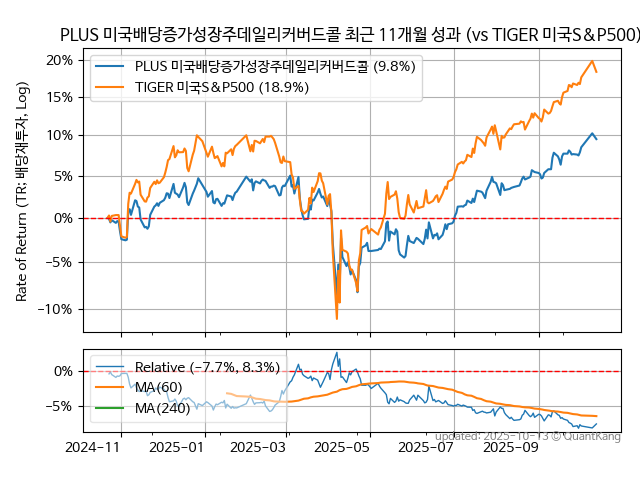 PLUS 미국배당증가성장주데일리커버드콜 최근 11개월 성과 (vs TIGER 미국S&P500)
Rate of Return (TR: 배당재투자, Log)
PLUS 미국배당증가성장주데일리커버드콜 (9.8%)
TIGER 미국S&P500 (18.9%)
20%
15%
10%
5%
0%
−5%
−10%
Relative (−7.7%, 8.3%)
MA(60)
MA(240)
0%
−5%
2024-11
2025-01
2025-03
2025-05
2025-07
2025-09
updated: 2025-10-13 © QuantKang